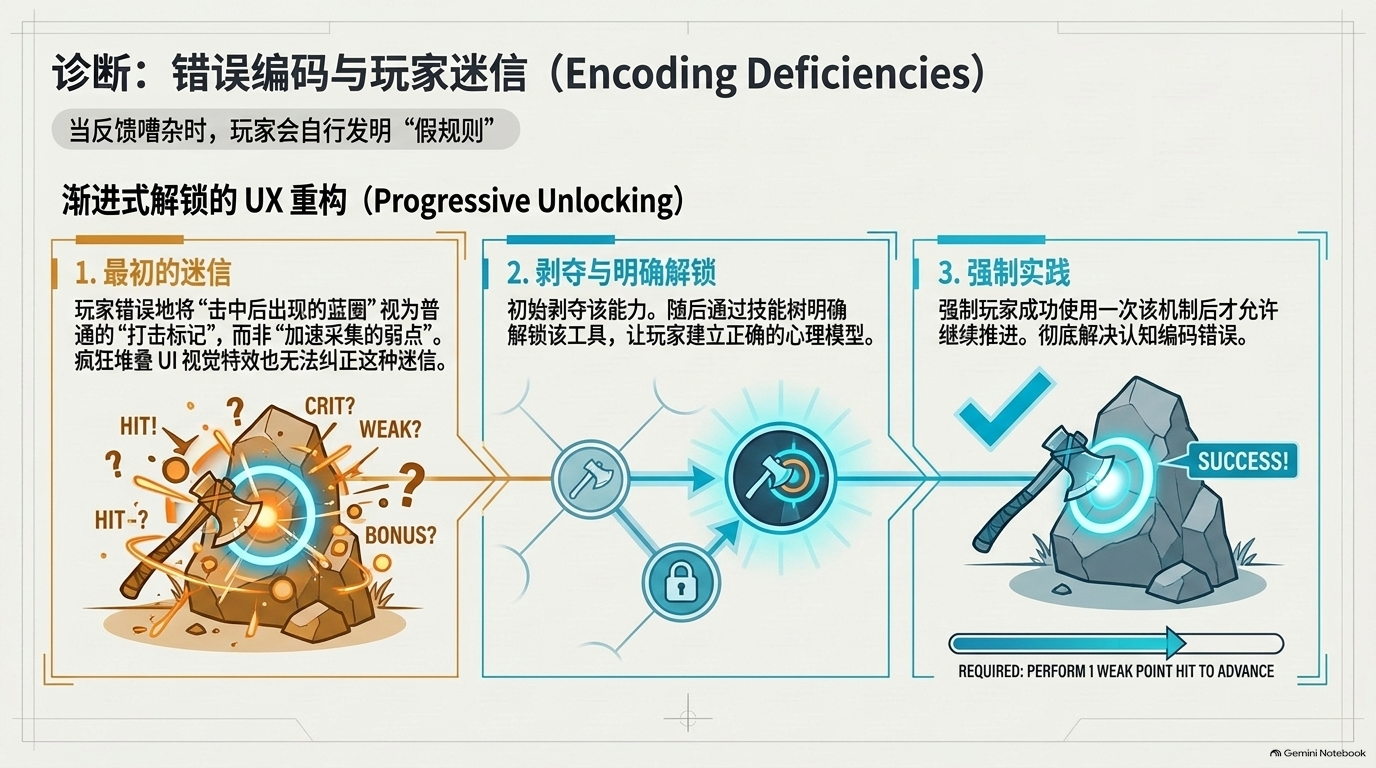 诊断：错误编码与玩家迷信（Encoding Deficiencies）
当反馈嘈杂时，玩家会自行发明“假规则”
渐进式解锁的 UX 重构（Progressive Unlocking）
1. 最初的迷信
玩家错误地将“击中后出现的蓝圈”视为普
通的“打击标记”，而非“加速采集的弱点”。
疯狂堆叠 UI 视觉特效也无法纠正这种迷信。
HIT!
?
CRIT?
WEAK?
?
?
HIT-?
BONUS?
2. 剥夺与明确解锁
初始剥夺该能力。随后通过技能树明确
解锁该工具，让玩家建立正确的心理模型。
3. 强制实践
强制玩家成功使用一次该机制后才允许
继续推进。彻底解决认知编码错误。
SUCCESS!
REQUIRED: PERFORM 1 WEAK POINT HIT TO ADVANCE
Gemini Notebook